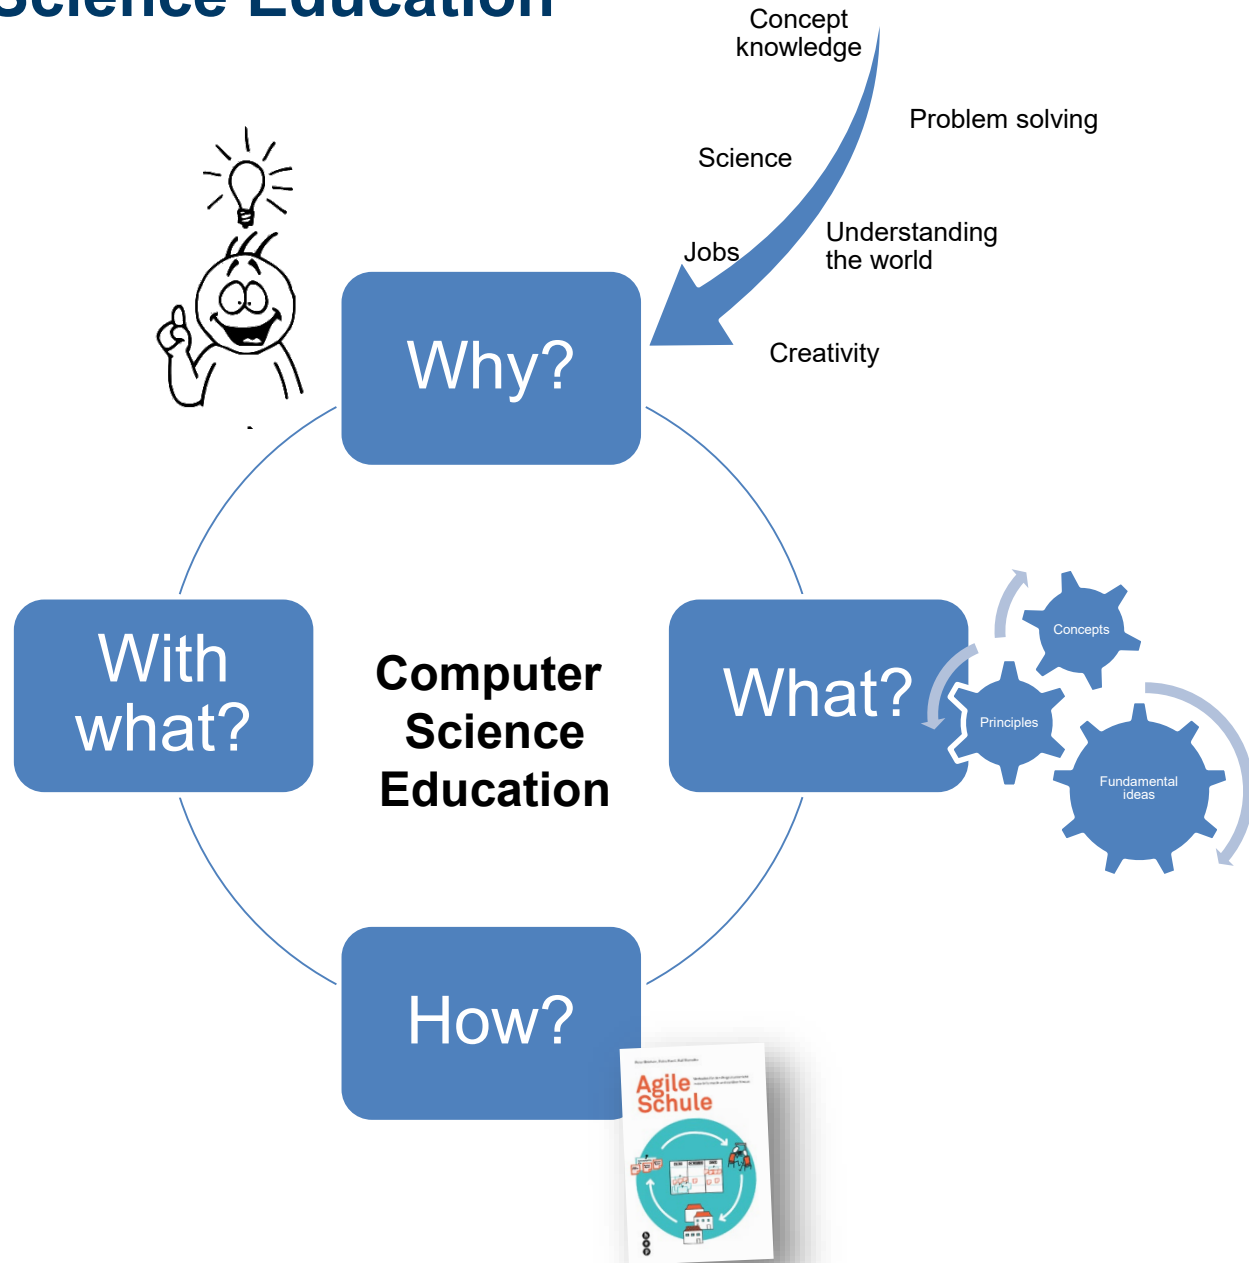 Science Education
Concept
knowledge
Problem solving
Science
Understanding
the world
Jobs
Creativity
Why?
With
what?
Computer
Science
Education
What?
Concepts
Principles
Fundamental
ideas
How?
Agile
Schule